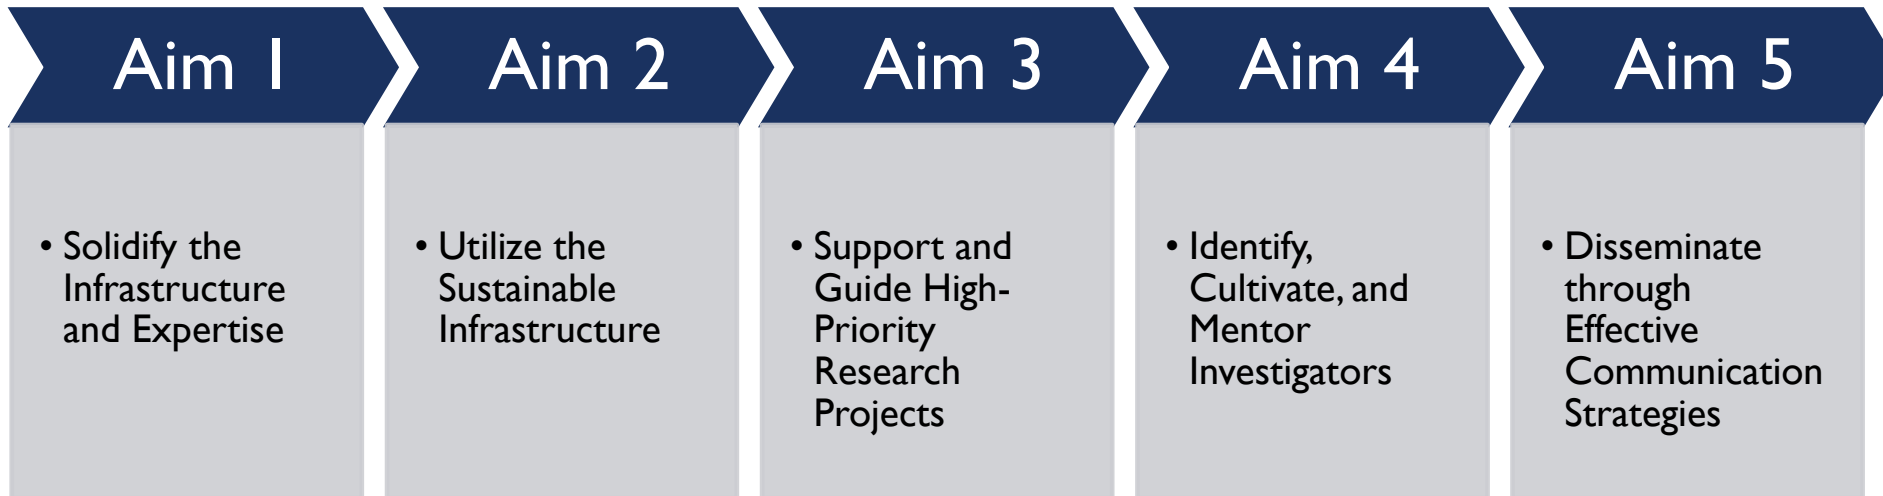 Aim 1
• Solidify the
Infrastructure
and Expertise
Aim 2
• Utilize the
Sustainable
Infrastructure
Aim 3
• Support and
Guide High-
Priority
Research
Projects
Aim 4
• Identify,
Cultivate, and
Mentor
Investigators
Aim 5
• Disseminate
through
Effective
Communication
Strategies